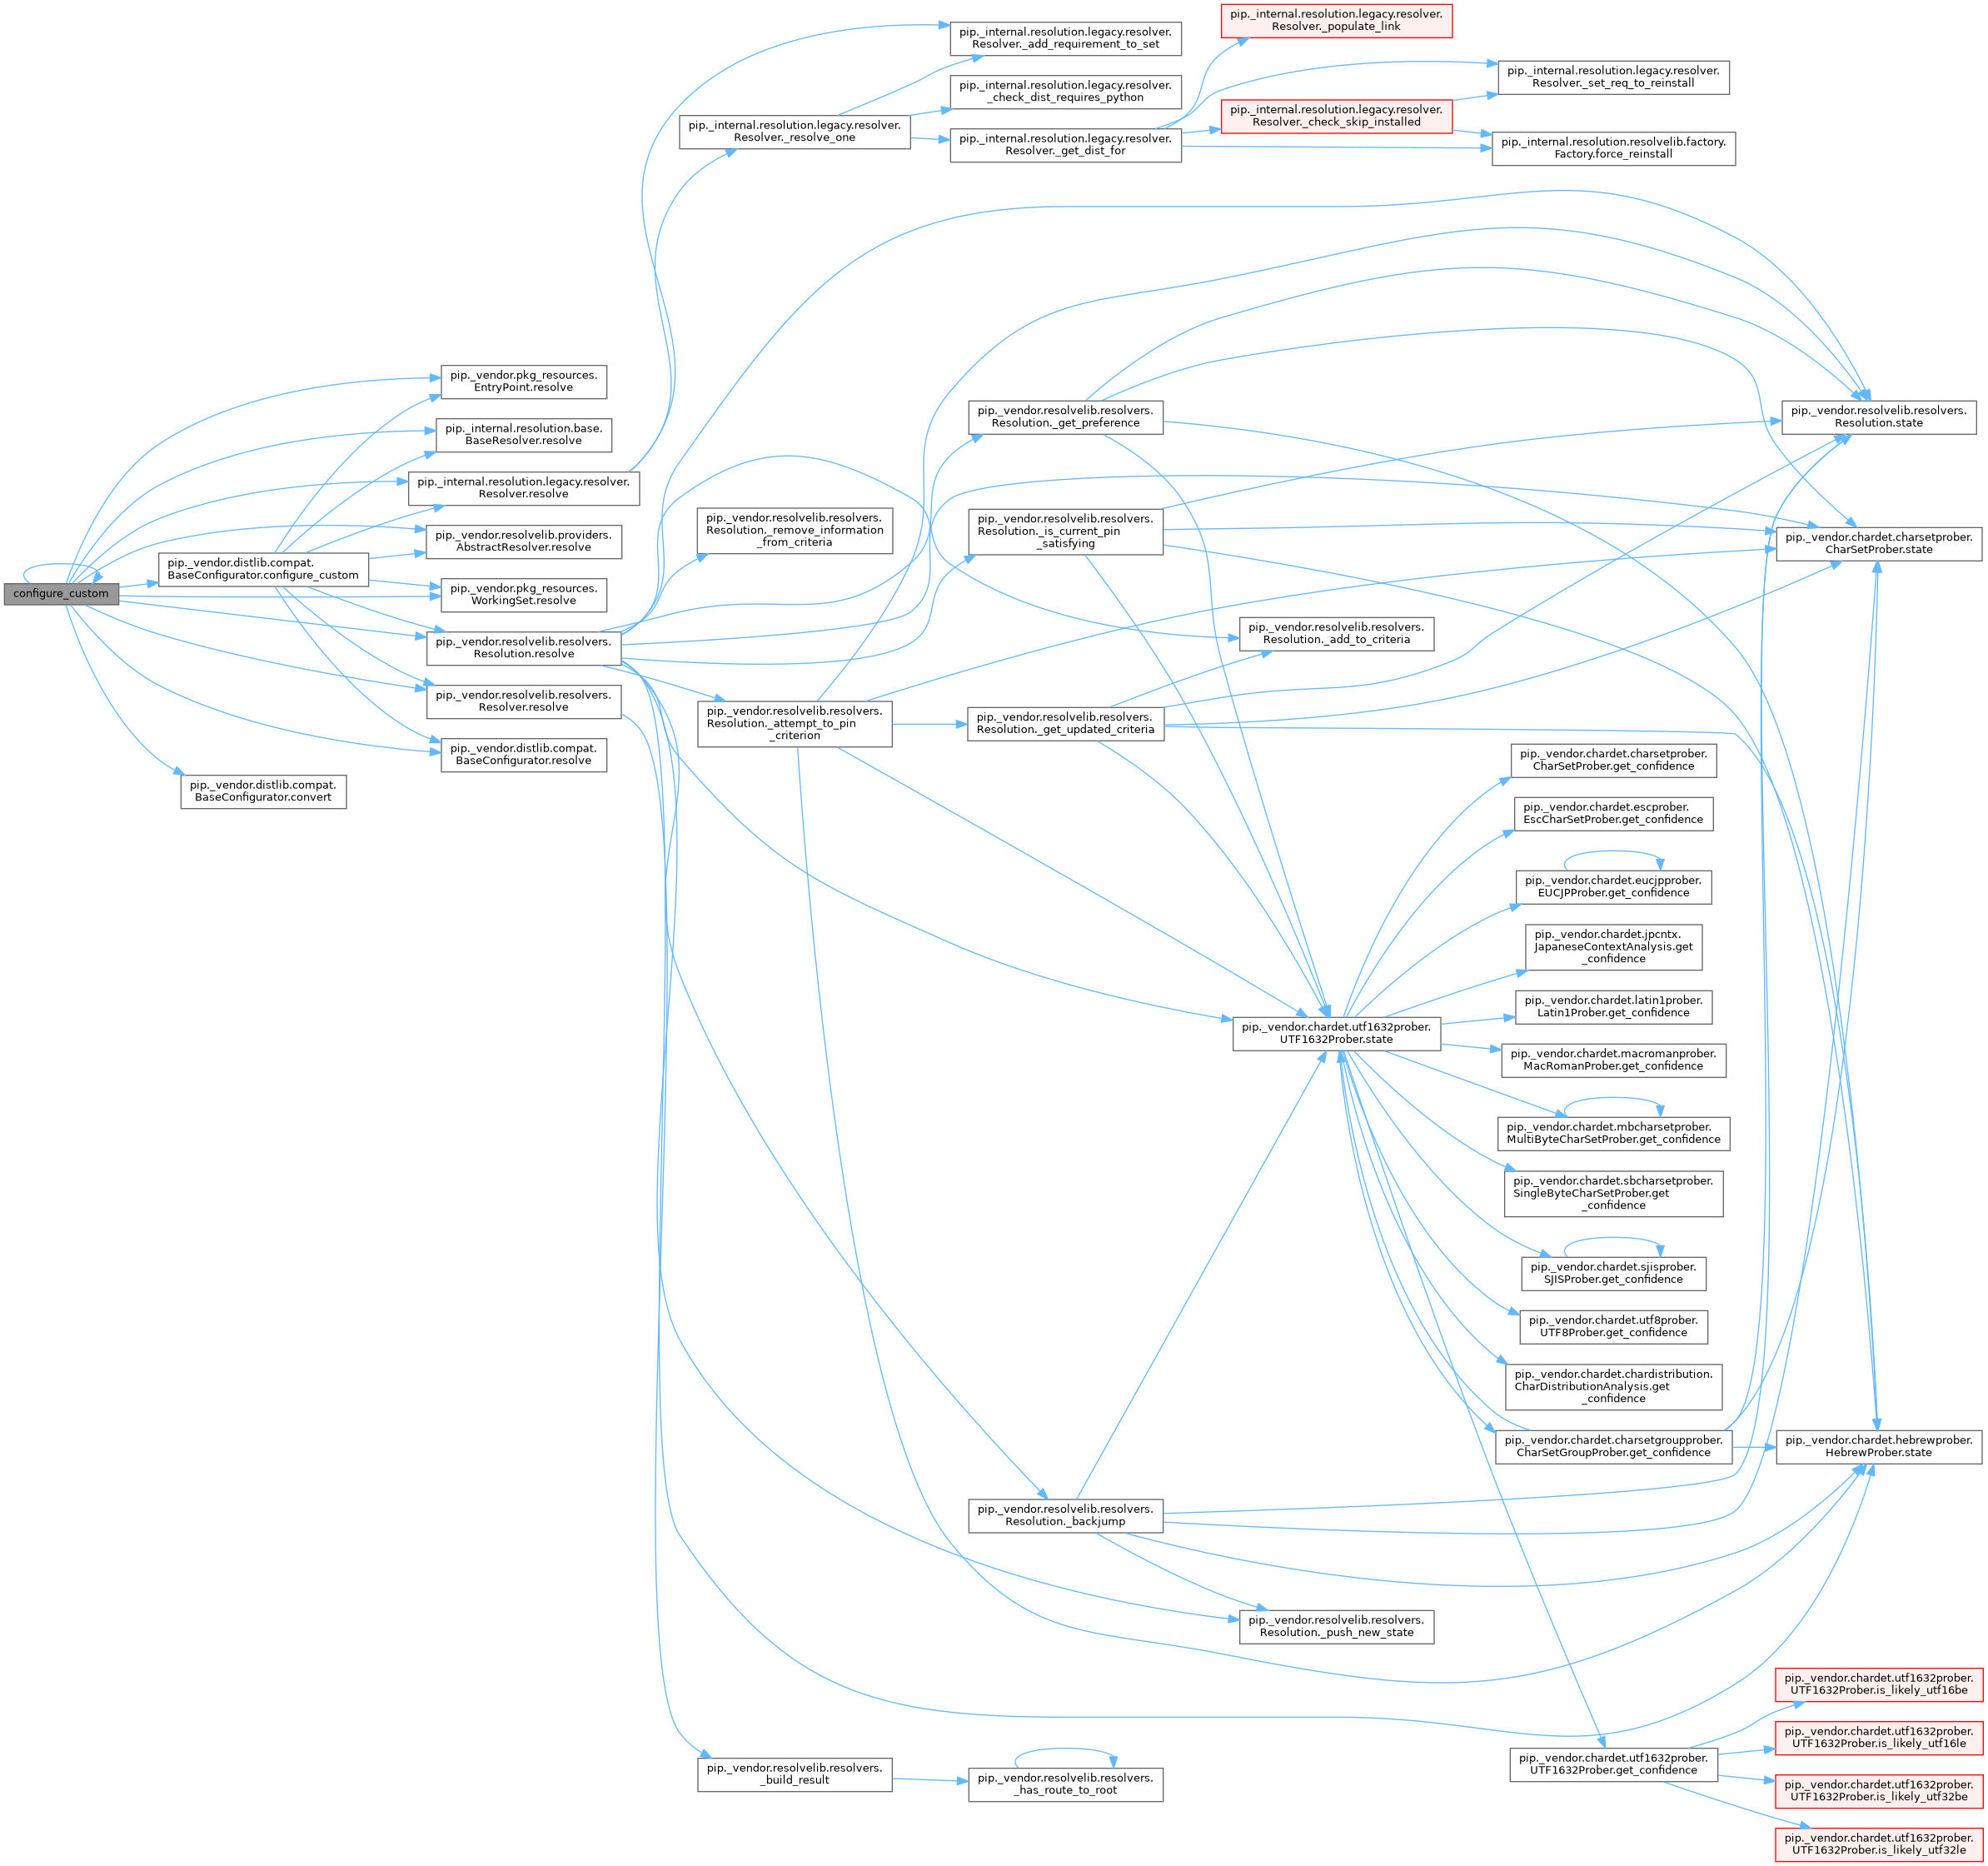 configure_custom
pip._vendor.distlib.compat.
BaseConfigurator.configure_custom
pip._vendor.distlib.compat.
BaseConfigurator.convert
pip._vendor.pkg_resources.
EntryPoint.resolve
pip._internal.resolution.base.
BaseResolver.resolve
pip._internal.resolution.legacy.resolver.
Resolver.resolve
pip._vendor.resolvelib.providers.
AbstractResolver.resolve
pip._vendor.pkg_resources.
WorkingSet.resolve
pip._vendor.resolvelib.resolvers.
Resolution.resolve
pip._vendor.resolvelib.resolvers.
Resolver.resolve
pip._vendor.distlib.compat.
BaseConfigurator.resolve
pip._internal.resolution.legacy.resolver.
Resolver._resolve_one
pip._vendor.resolvelib.resolvers.
Resolution._remove_information
_from_criteria
pip._vendor.resolvelib.resolvers.
Resolution._attempt_to_pin
_criterion
pip._vendor.resolvelib.resolvers.
_build_result
pip._internal.resolution.legacy.resolver.
Resolver._add_requirement_to_set
pip._internal.resolution.legacy.resolver.
_check_dist_requires_python
pip._internal.resolution.legacy.resolver.
Resolver._get_dist_for
pip._vendor.resolvelib.resolvers.
Resolution._get_preference
pip._vendor.resolvelib.resolvers.
Resolution._is_current_pin
_satisfying
pip._vendor.resolvelib.resolvers.
Resolution._get_updated_criteria
pip._vendor.resolvelib.resolvers.
Resolution._backjump
pip._vendor.resolvelib.resolvers.
_has_route_to_root
pip._internal.resolution.legacy.resolver.
Resolver._populate_link
pip._internal.resolution.legacy.resolver.
Resolver._check_skip_installed
pip._vendor.resolvelib.resolvers.
Resolution._add_to_criteria
pip._vendor.chardet.utf1632prober.
UTF1632Prober.state
pip._vendor.resolvelib.resolvers.
Resolution._push_new_state
pip._internal.resolution.legacy.resolver.
Resolver._set_req_to_reinstall
pip._internal.resolution.resolvelib.factory.
Factory.force_reinstall
pip._vendor.chardet.charsetprober.
CharSetProber.get_confidence
pip._vendor.chardet.escprober.
EscCharSetProber.get_confidence
pip._vendor.chardet.eucjpprober.
EUCJPProber.get_confidence
pip._vendor.chardet.jpcntx.
JapaneseContextAnalysis.get
_confidence
pip._vendor.chardet.latin1prober.
Latin1Prober.get_confidence
pip._vendor.chardet.macromanprober.
MacRomanProber.get_confidence
pip._vendor.chardet.mbcharsetprober.
MultiByteCharSetProber.get_confidence
pip._vendor.chardet.sbcharsetprober.
SingleByteCharSetProber.get
_confidence
pip._vendor.chardet.sjisprober.
SJISProber.get_confidence
pip._vendor.chardet.utf8prober.
UTF8Prober.get_confidence
pip._vendor.chardet.chardistribution.
CharDistributionAnalysis.get
_confidence
pip._vendor.chardet.charsetgroupprober.
CharSetGroupProber.get_confidence
pip._vendor.chardet.utf1632prober.
UTF1632Prober.get_confidence
pip._vendor.resolvelib.resolvers.
Resolution.state
pip._vendor.chardet.charsetprober.
CharSetProber.state
pip._vendor.chardet.hebrewprober.
HebrewProber.state
pip._vendor.chardet.utf1632prober.
UTF1632Prober.is_likely_utf16be
pip._vendor.chardet.utf1632prober.
UTF1632Prober.is_likely_utf16le
pip._vendor.chardet.utf1632prober.
UTF1632Prober.is_likely_utf32be
pip._vendor.chardet.utf1632prober.
UTF1632Prober.is_likely_utf32le